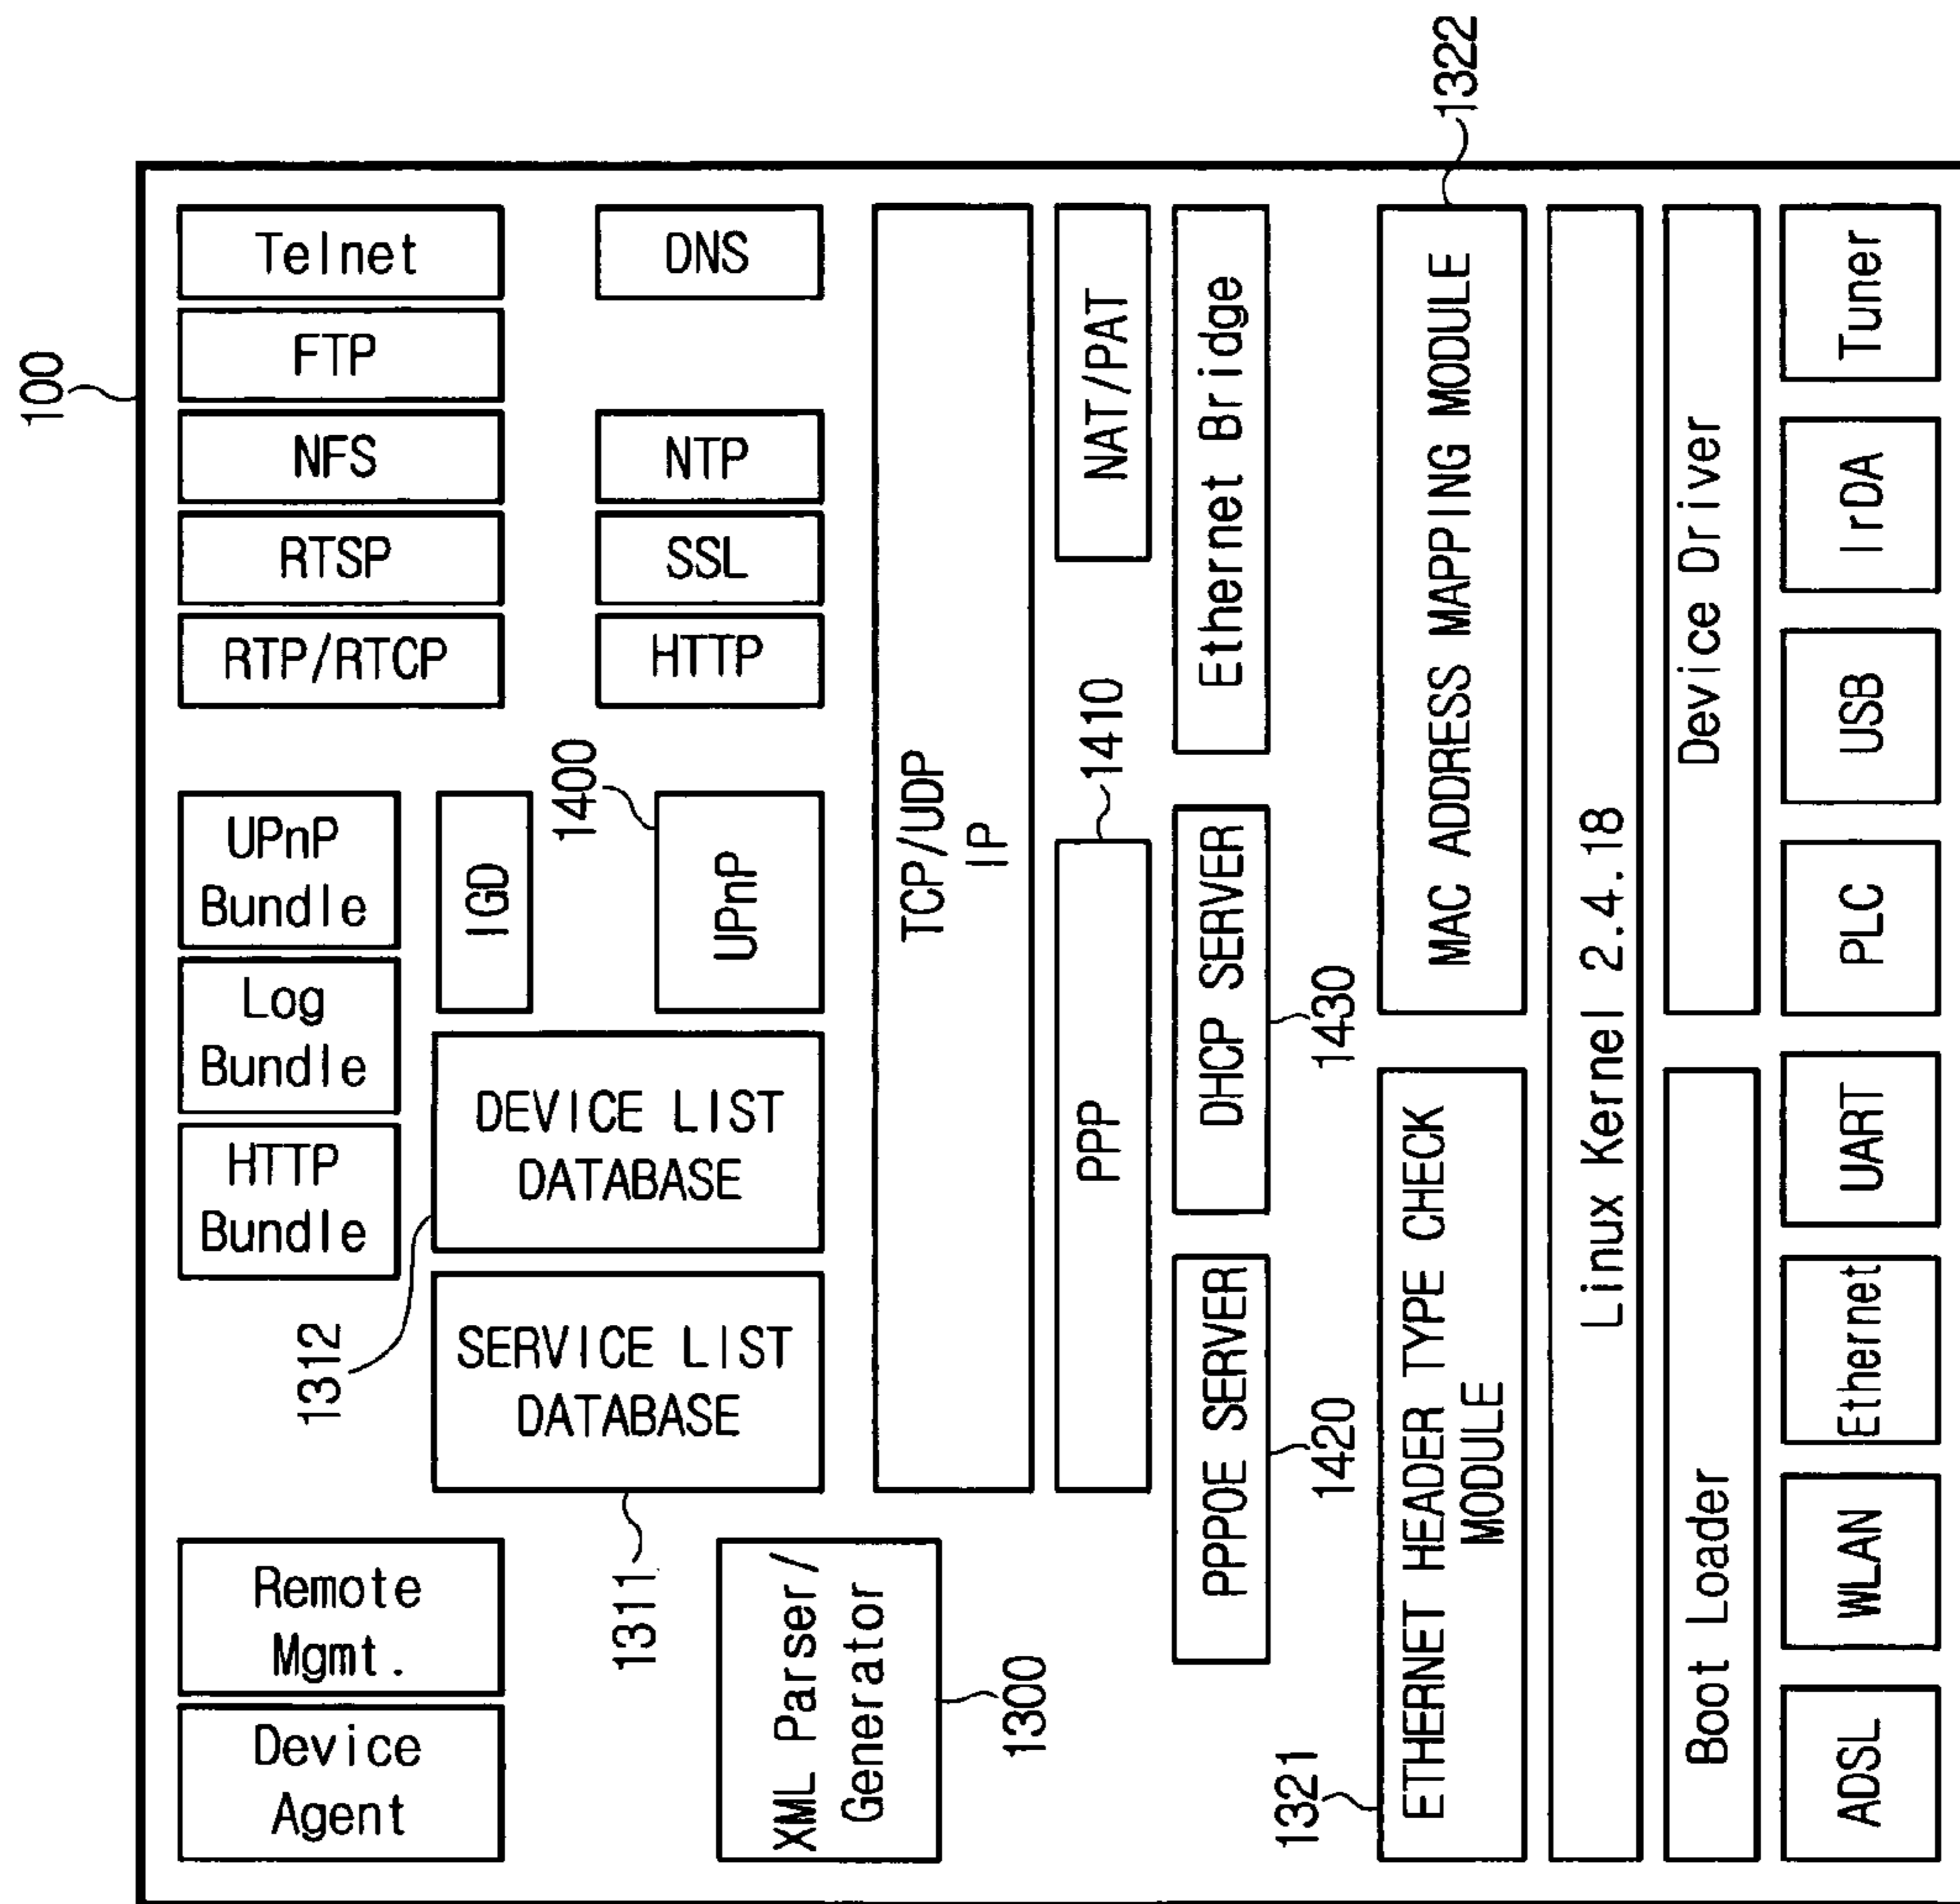 100
Device
Agent
Remote
Mgmt.
HTTP
Bundle
Log
Bundle
UPnP
Bundle
RTP/RTCP
RTSP
NFS
FTP
Telnet
1312
1311
SERVICE LIST
DATABASE
DEVICE LIST
DATABASE
IGD
1400
UPnP
HTTP
SSL
NTP
DNS
XML Parser/
Generator
1300
TCP/UDP
IP
PPP
1410
NAT/PAT
PPPOE SERVER
1420
DHCP SERVER
1430
Ethernet Bridge
1321
ETHERNET HEADER TYPE CHECK
MODULE
MAC ADDRESS MAPPING MODULE
1322
Linux Kernel 2.4.18
Boot Loader
Device Driver
ADSL
WLAN
Ethernet
UART
PLC
USB
IrDA
Tuner